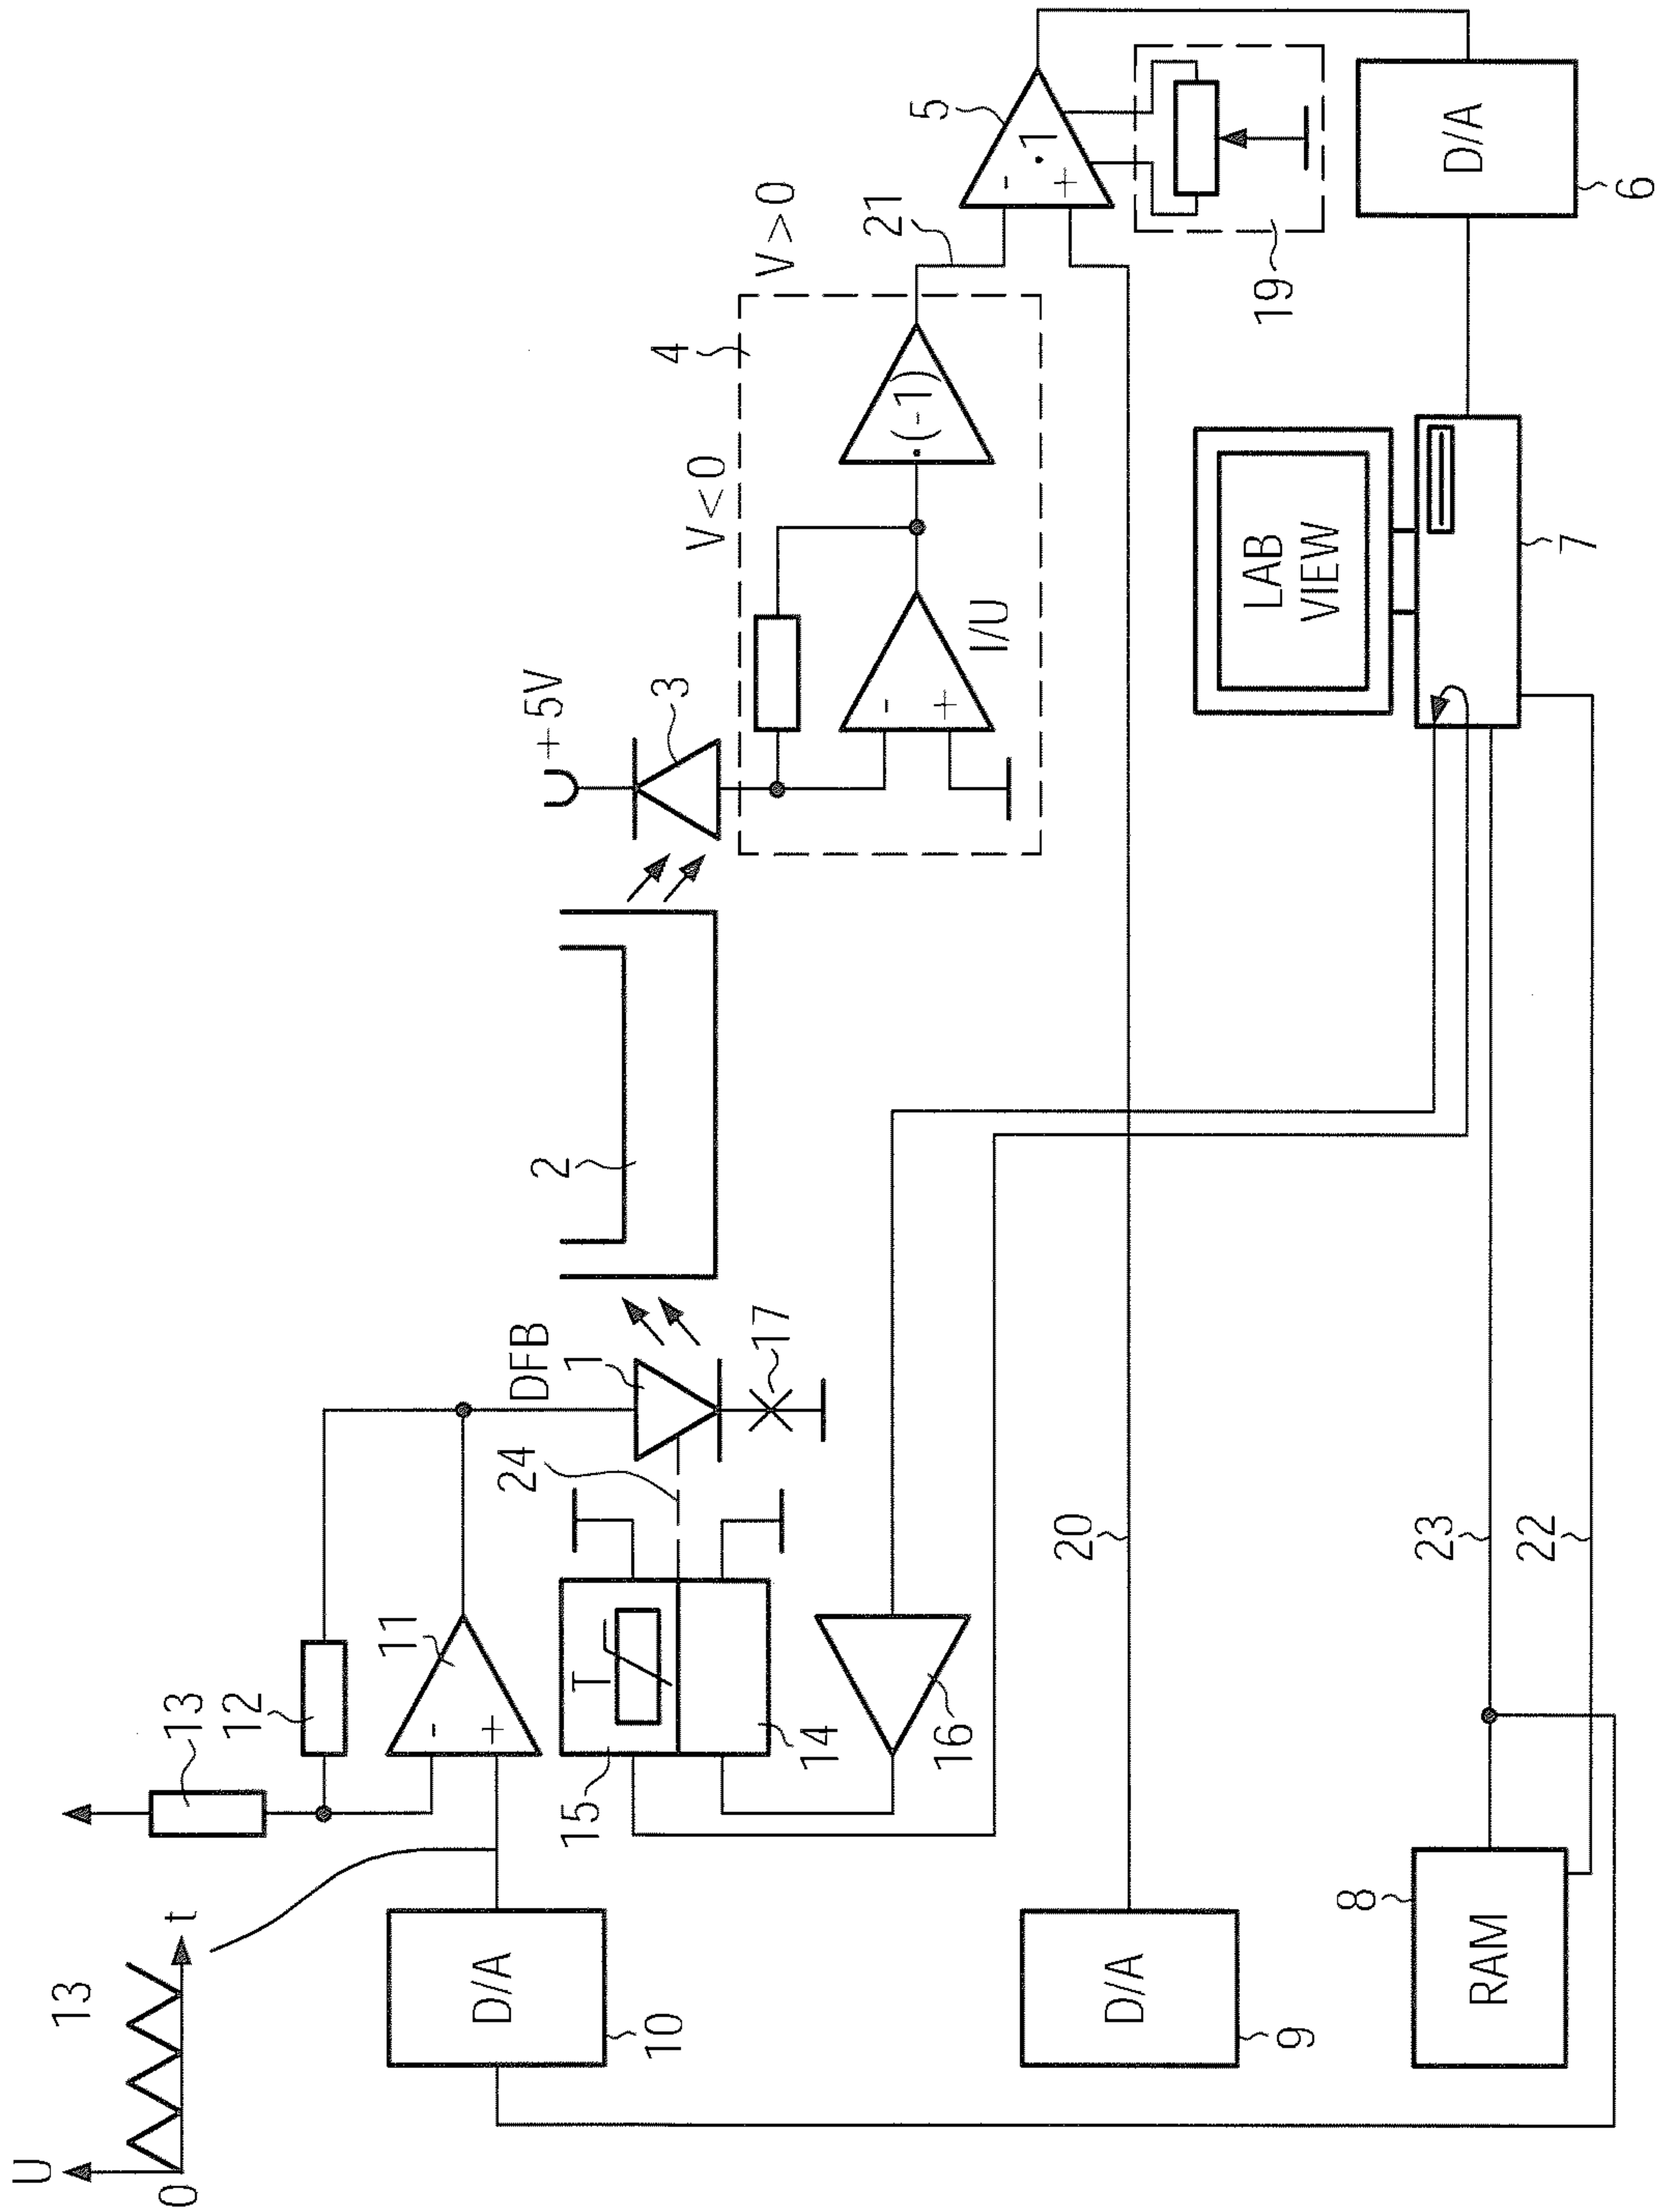 U
0
13
t
13
12
11
-
+
DFB
1
17
24
T
15
14
16
2
U +5V
3
V<0
V>0
4
-
+
I/U
•(-1)
21
5
-
+
•1
19
D/A
10
D/A
9
20
RAM
8
23
22
LAB
VIEW
7
D/A
6